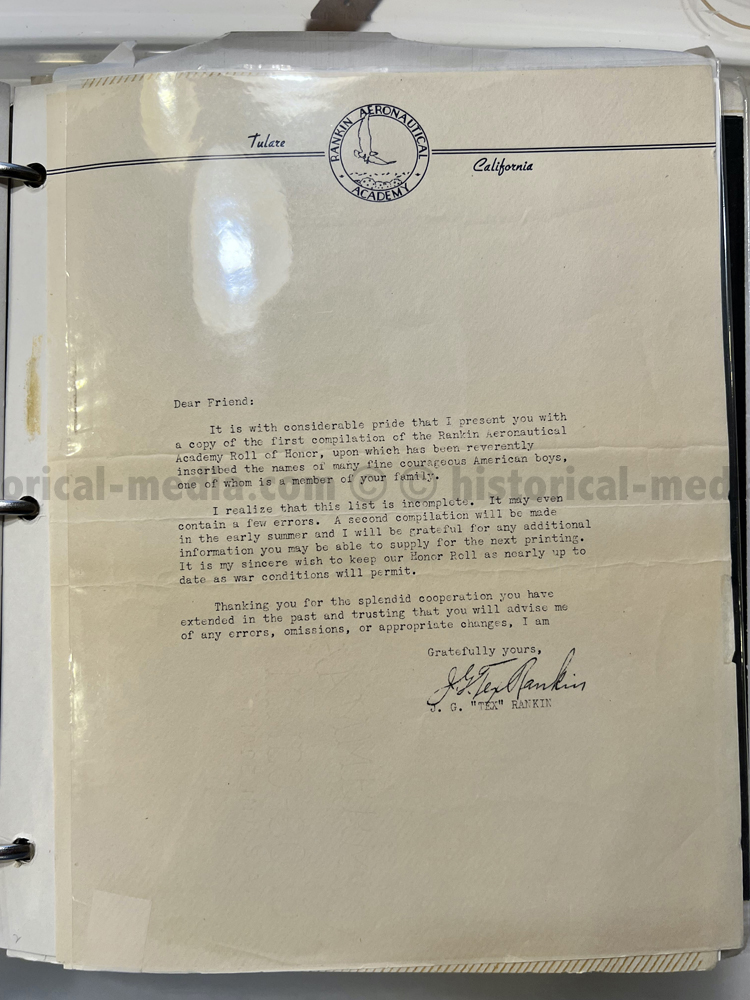 Tulare
RANKIN AERONAUTICAL
ACADEMY
California
Dear Friend:
It is with considerable pride that I present you with
a copy of the first compilation of the Rankin Aeronautical
Academy Roll of Honor, upon which has been reverently
inscribed the names of many fine courageous American boys,
one of whom is a member of your family.
orical-media.com © © historical-med
I realize that this list is incomplete. It may even
contain a few errors. A second compilation will be made
in the early summer and I will be grateful for any additional
information you may be able to supply for the next printing.
It is my sincere wish to keep our Honor Roll as nearly up to
date as war conditions will permit.
Thanking you for the splendid cooperation you have
extended in the past and trusting that you will advise me
of any errors, omissions, or appropriate changes, I am
Gratefully yours,
J.G. Tex Rankin
J. G. "TEX" RANKIN